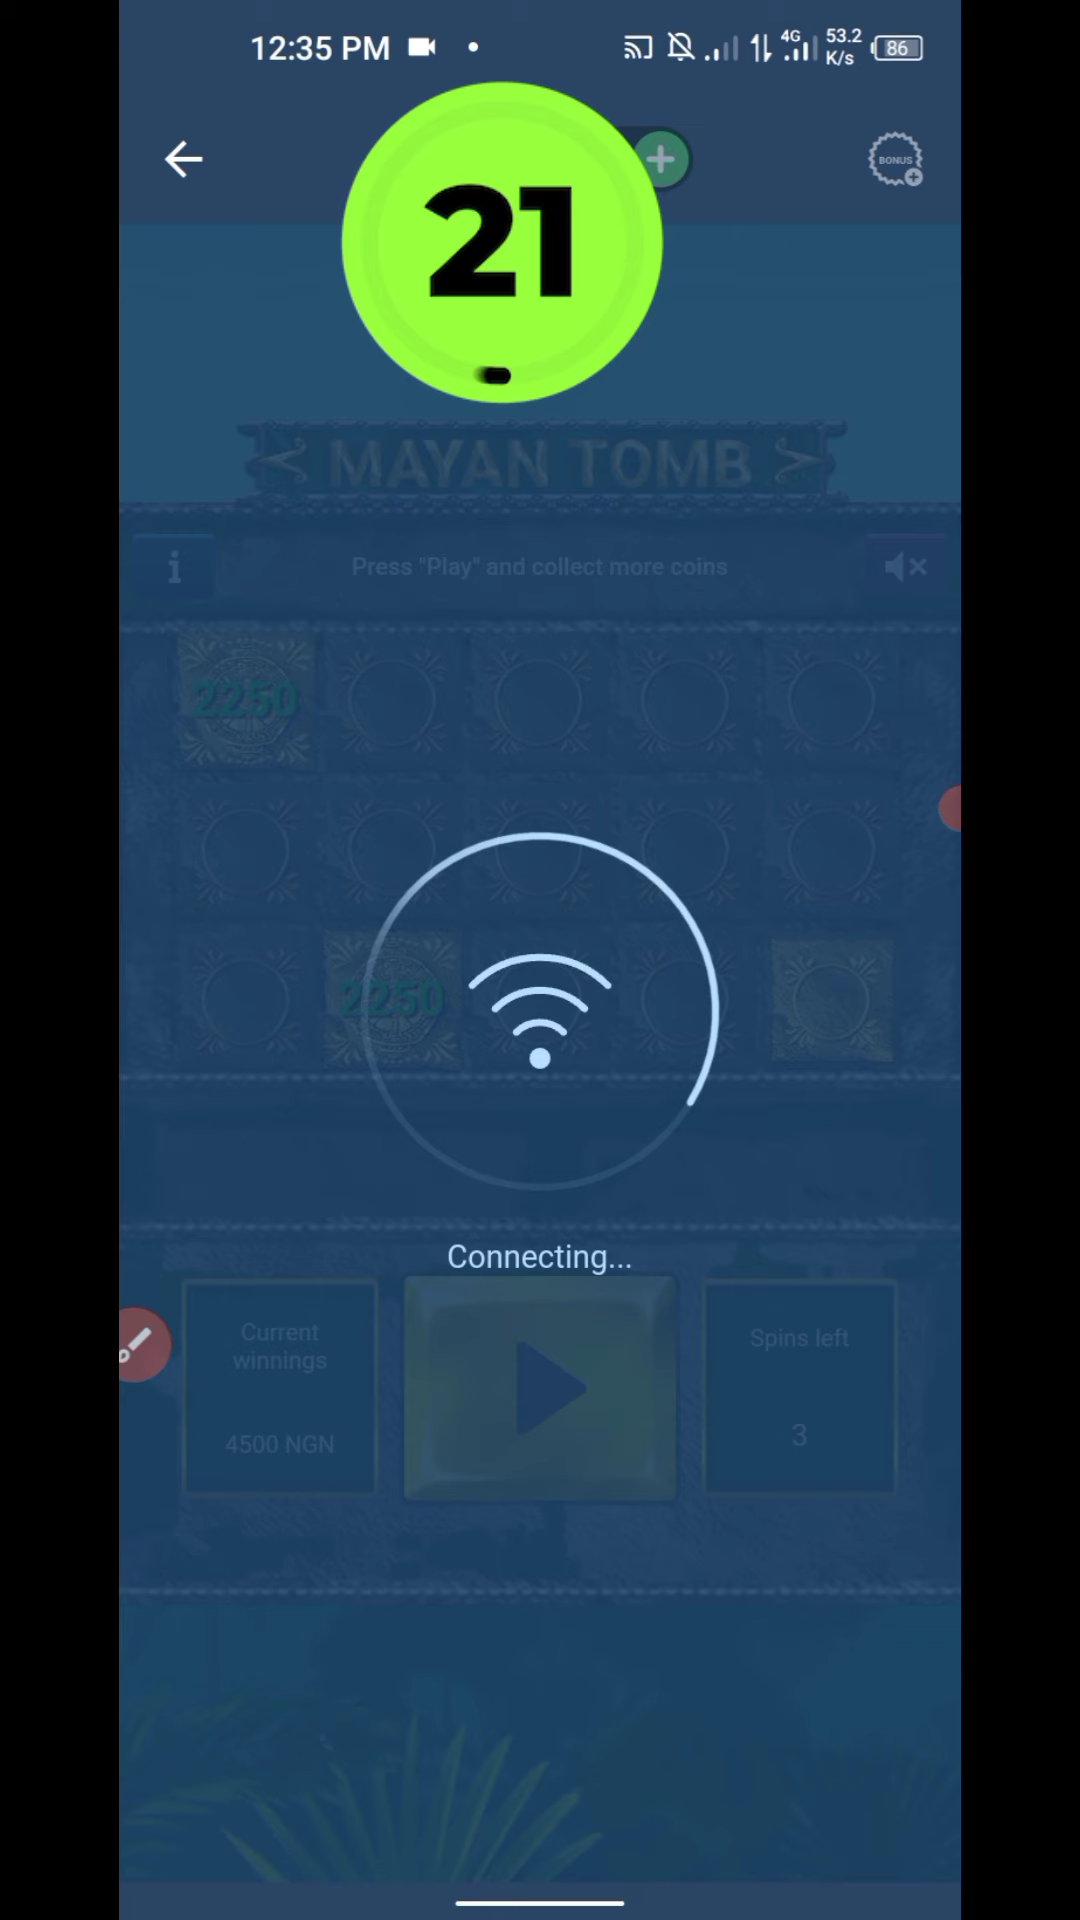 12:35 PM
4G
53.2
K/s
86
21
BONUS
MAYAN TOMB
i
Press "Play" and collect more coins
2250
2250
Connecting...
Current
winnings
Spins left
4500 NGN
3